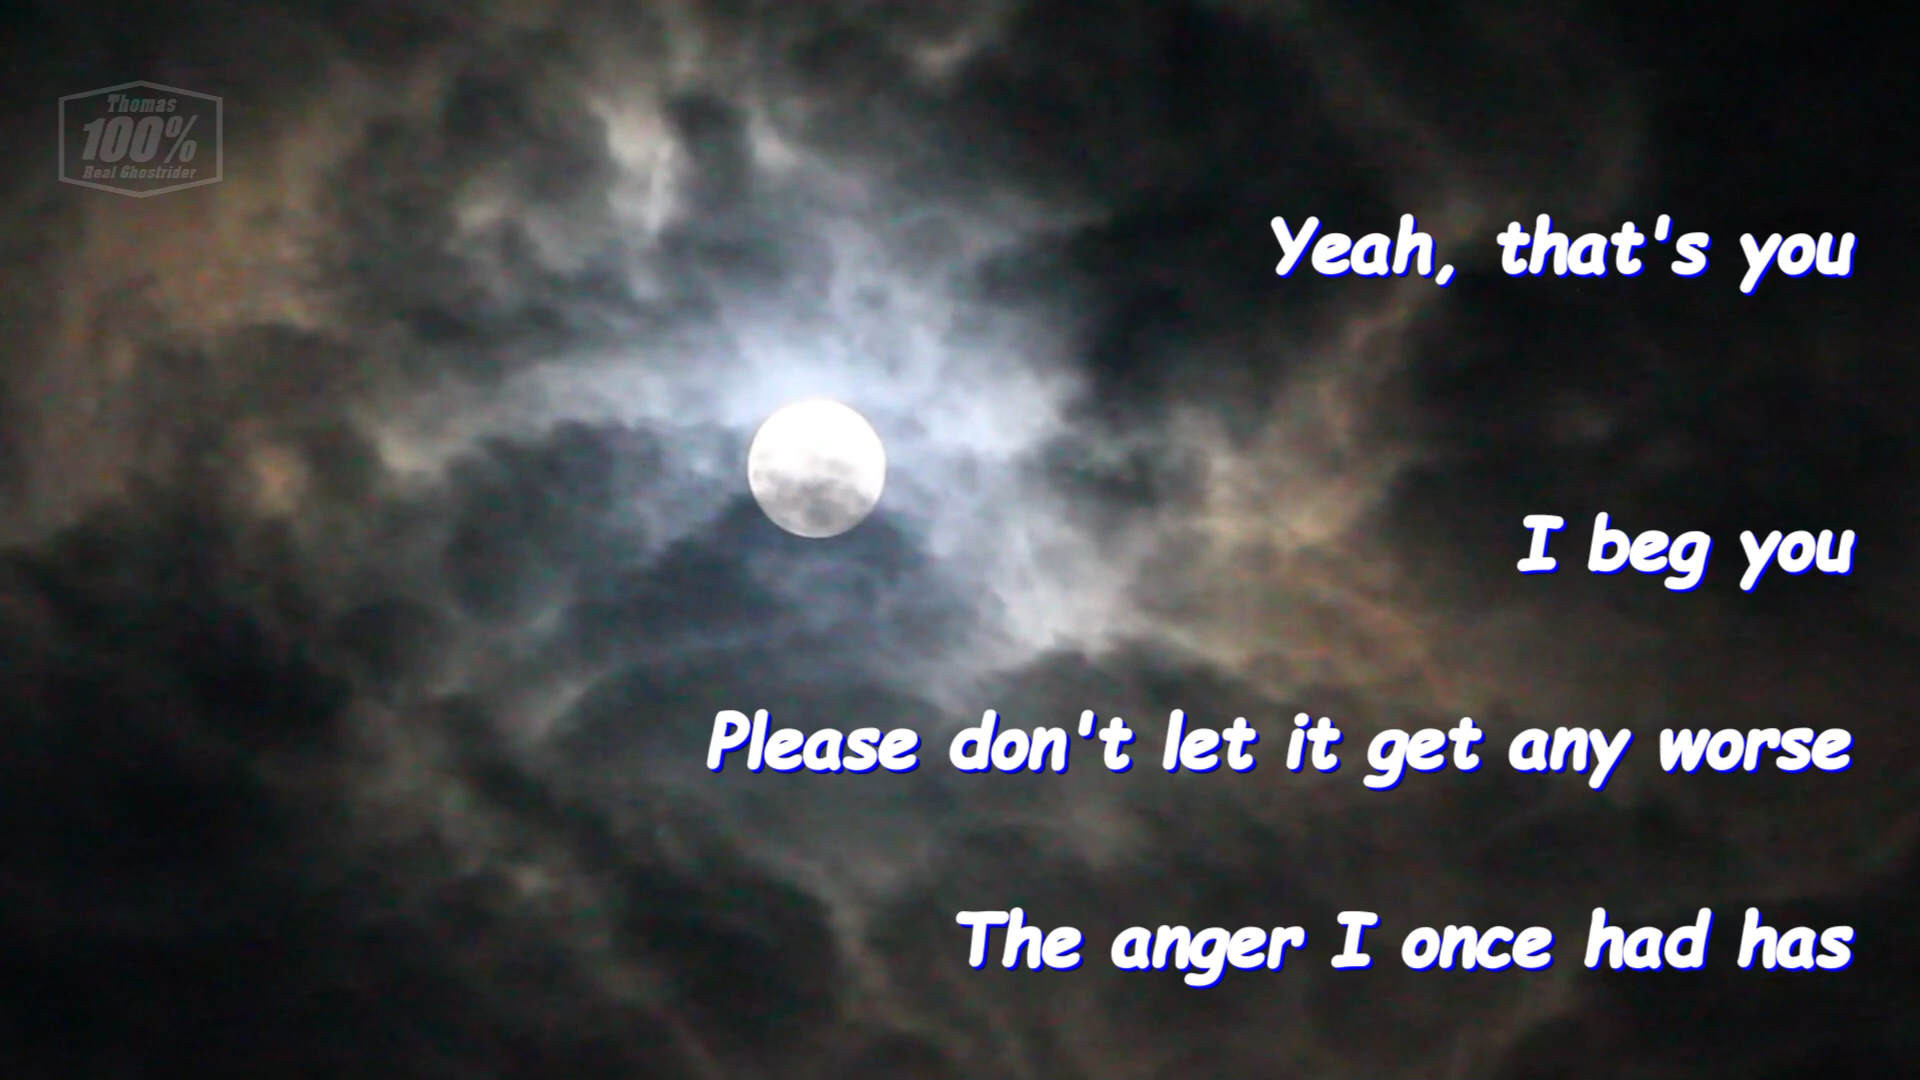 Thomas
100%
Real Ghostrider
Yeah, that's you
I beg you
Please don't let it get any worse
The anger I once had has